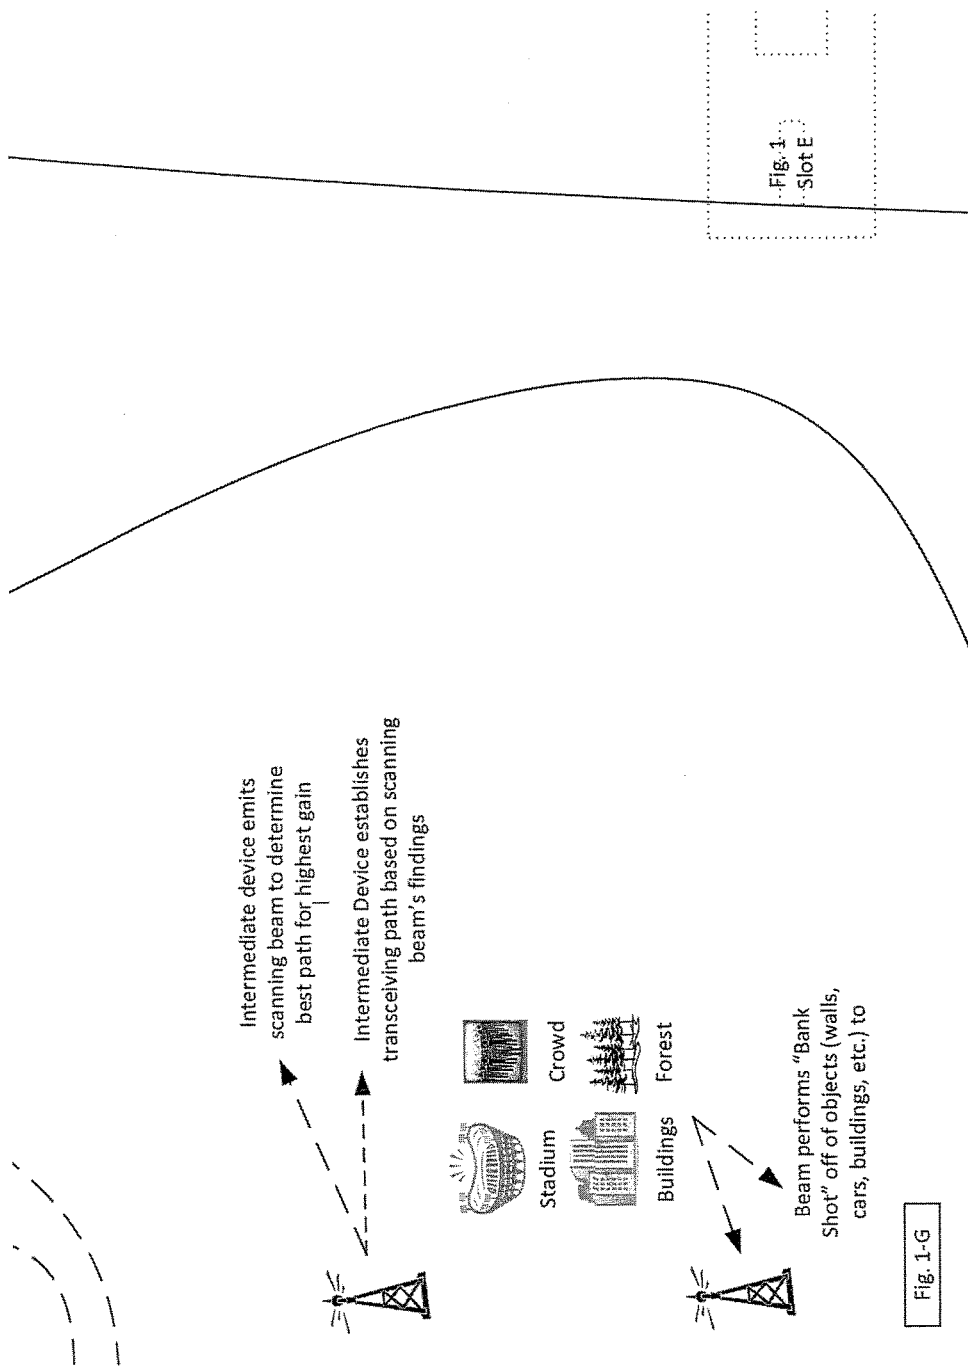 Intermediate device emits
scanning beam to determine
best path for highest gain
Intermediate Device establishes
transceiving path based on scanning
beam's findings
Stadium
Crowd
Buildings
Forest
Beam performs "Bank
Shot" off of objects (walls,
cars, buildings, etc.) to
Fig. 1-G
Fig. 1
Slot E